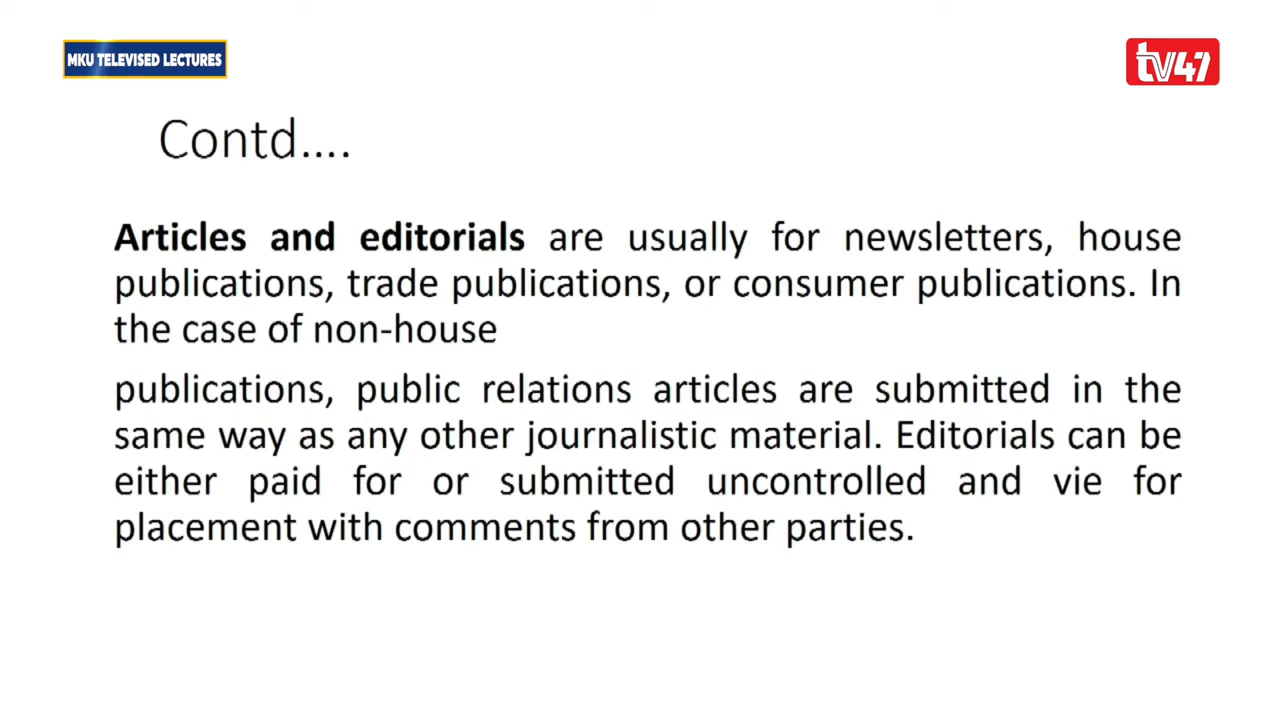 MKU TELEVISED LECTURES
tv47
Contd....
Articles and editorials are usually for newsletters, house
publications, trade publications, or consumer publications. In
the case of non-house
publications, public relations articles are submitted in the
same way as any other journalistic material. Editorials can be
either paid for or submitted uncontrolled and vie for
placement with comments from other parties.